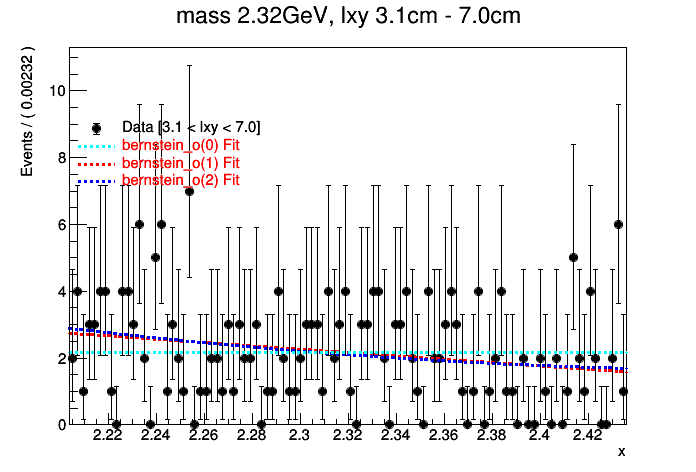 mass 2.32GeV, lxy 3.1cm - 7.0cm
Events / ( 0.00232 )
10
8
6
4
2
0
Data [3.1 < lxy < 7.0]
bernstein_o(0) Fit
bernstein_o(1) Fit
bernstein_o(2) Fit
2.22 2.24 2.26 2.28 2.3 2.32 2.34 2.36 2.38 2.4 2.42
x